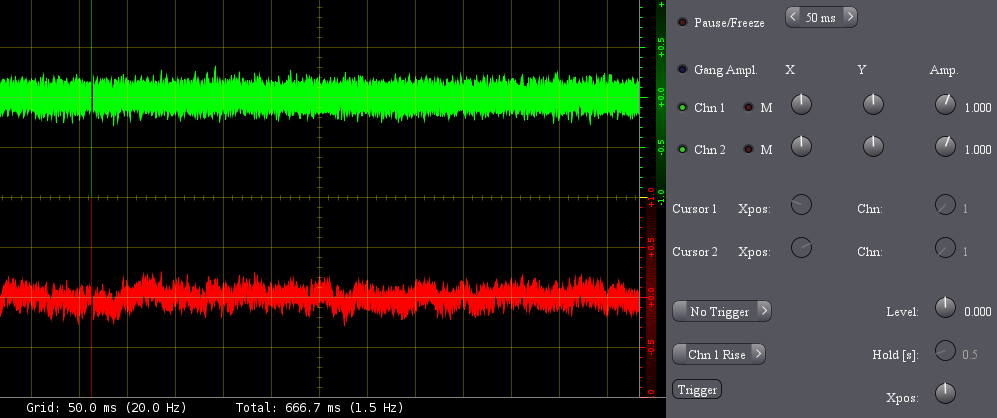 Pause/Freeze
< 50 ms >
Gang Ampl. X Y Amp.
Chn 1 M 1.000
Chn 2 M 1.000
Cursor 1 Xpos: Chn: 1
Cursor 2 Xpos: Chn: 1
No Trigger > Level: 0.000
Chn 1 Rise > Hold [s]: 0.5
Trigger Xpos:
+
+0.5
+0.0
-0.5
-1.0
+1.0
+0.5
+0.0
-0.5
Grid: 50.0 ms (20.0 Hz) Total: 666.7 ms (1.5 Hz)